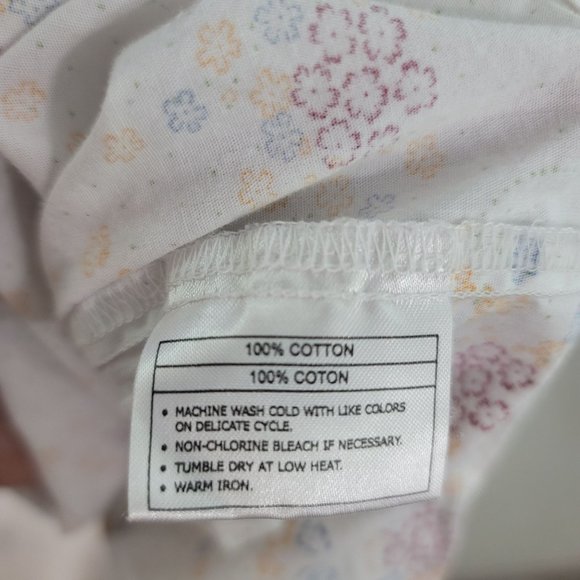 100% COTTON
100% COTON
• MACHINE WASH COLD WITH LIKE COLORS
ON DELICATE CYCLE.
• NON-CHLORINE BLEACH IF NECESSARY.
• TUMBLE DRY AT LOW HEAT.
• WARM IRON.